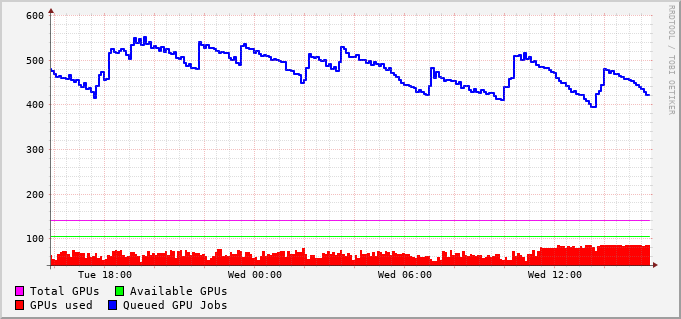 600
500
400
300
200
100
Tue 18:00 Wed 00:00 Wed 06:00 Wed 12:00
Total GPUs Available GPUs
GPUs used Queued GPU Jobs
RRDTOOL / TOBI OETIKER